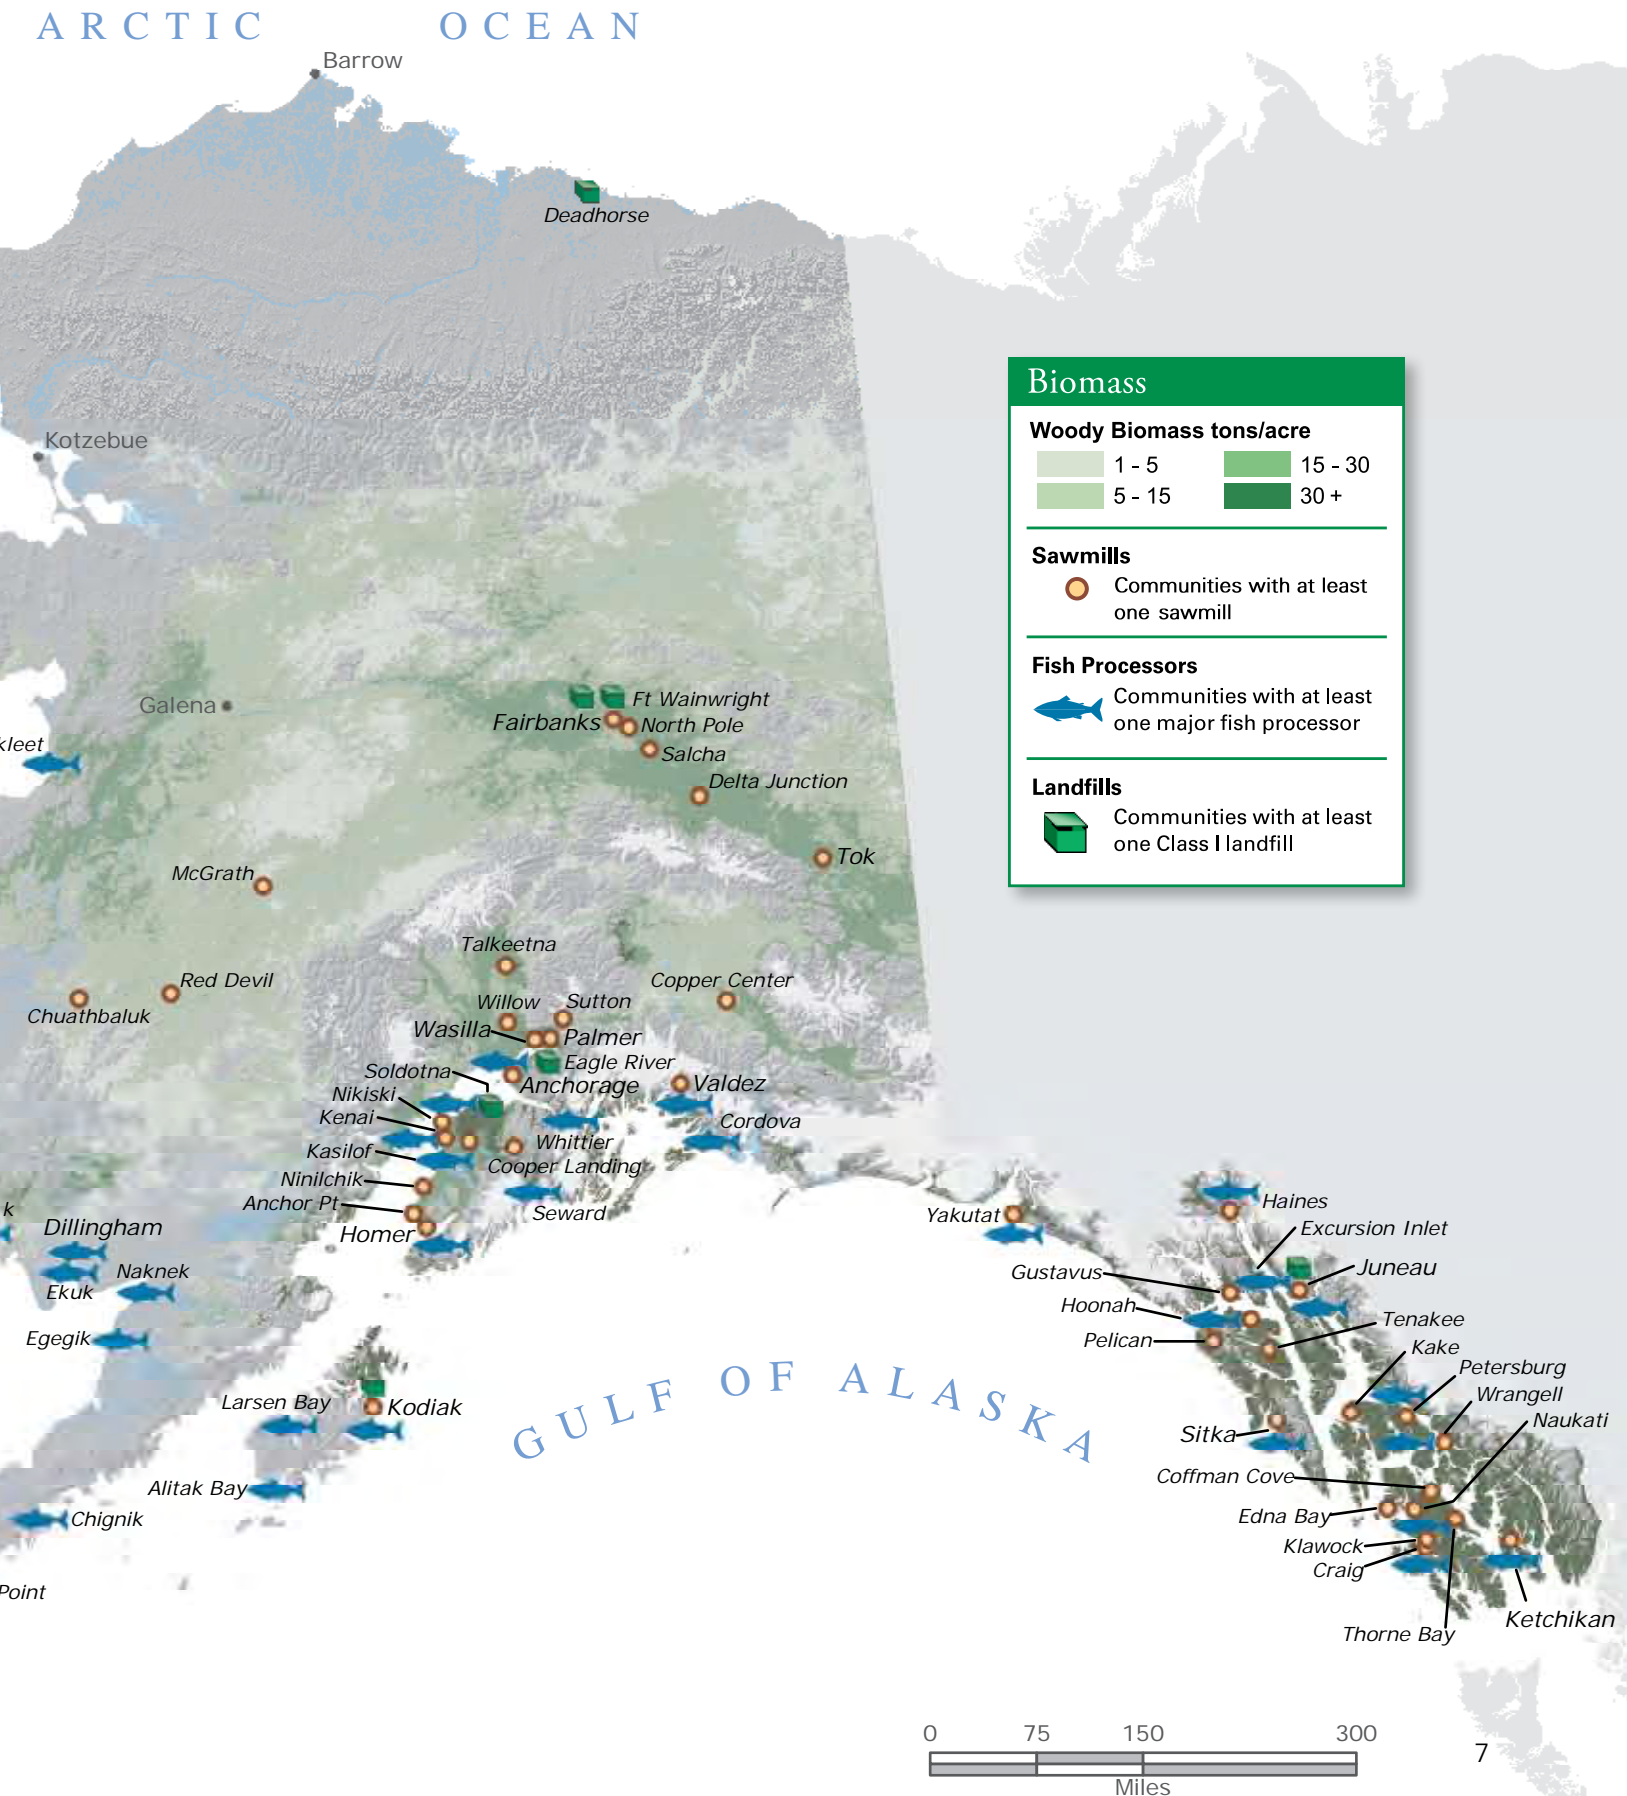 ARCTIC OCEAN
Barrow
Deadhorse
Kotzebue
Biomass
Woody Biomass tons/acre
1 - 5
15 - 30
5 - 15
30 +
Sawmills
Communities with at least
one sawmill
Fish Processors
Communities with at least
one major fish processor
Landfills
Communities with at least
one Class I landfill
Galena
Ft Wainwright
Fairbanks
North Pole
kleet
Salcha
Delta Junction
Tok
McGrath
Talkeetna
Red Devil
Copper Center
Willow
Sutton
Chuathbaluk
Wasilla
Palmer
Eagle River
Soldotna
Anchorage
Valdez
Nikiski
Kenai
Cordova
Whittier
Kasilof
Cooper Landing
Ninilchik
Anchor Pt
Seward
k
Dillingham
Homer
Yakutat
Haines
Excursion Inlet
Naknek
Gustavus
Juneau
Ekuk
Hoonah
Tenakee
Egegik
Pelican
Kake
Petersburg
Wrangell
Larsen Bay
Kodiak
GULF OF ALASKA
Naukati
Sitka
Coffman Cove
Alitak Bay
Edna Bay
Chignik
Klawock
Craig
Point
Ketchikan
Thorne Bay
0 75 150 300
Miles
7